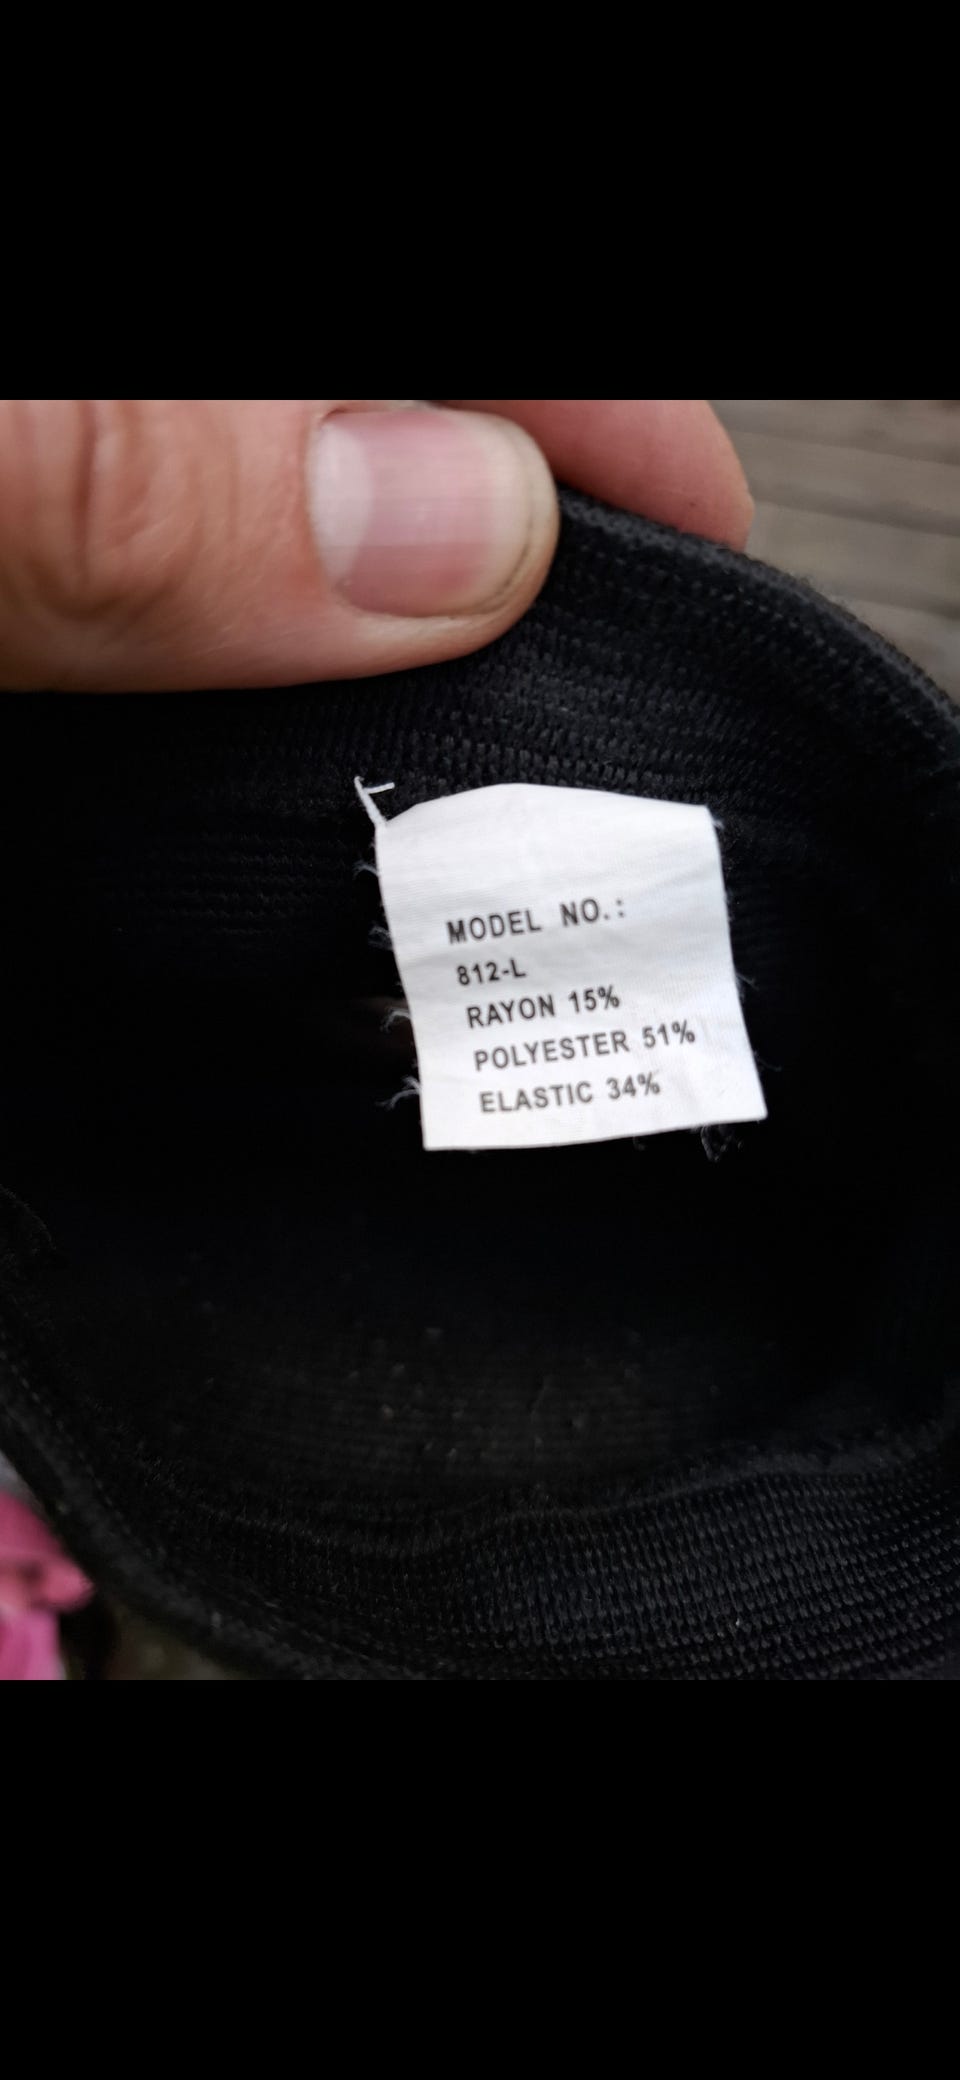 MODEL NO.:
812-L
RAYON 15%
POLYESTER 51%
ELASTIC 34%